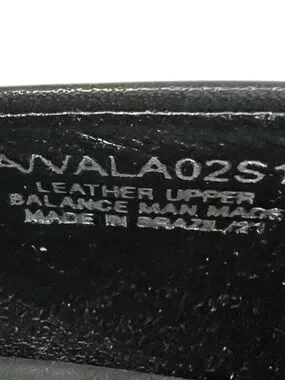 AVALA02S1
LEATHER UPPER
BALANCE MAN MADE
MADE IN BRAZIL/21